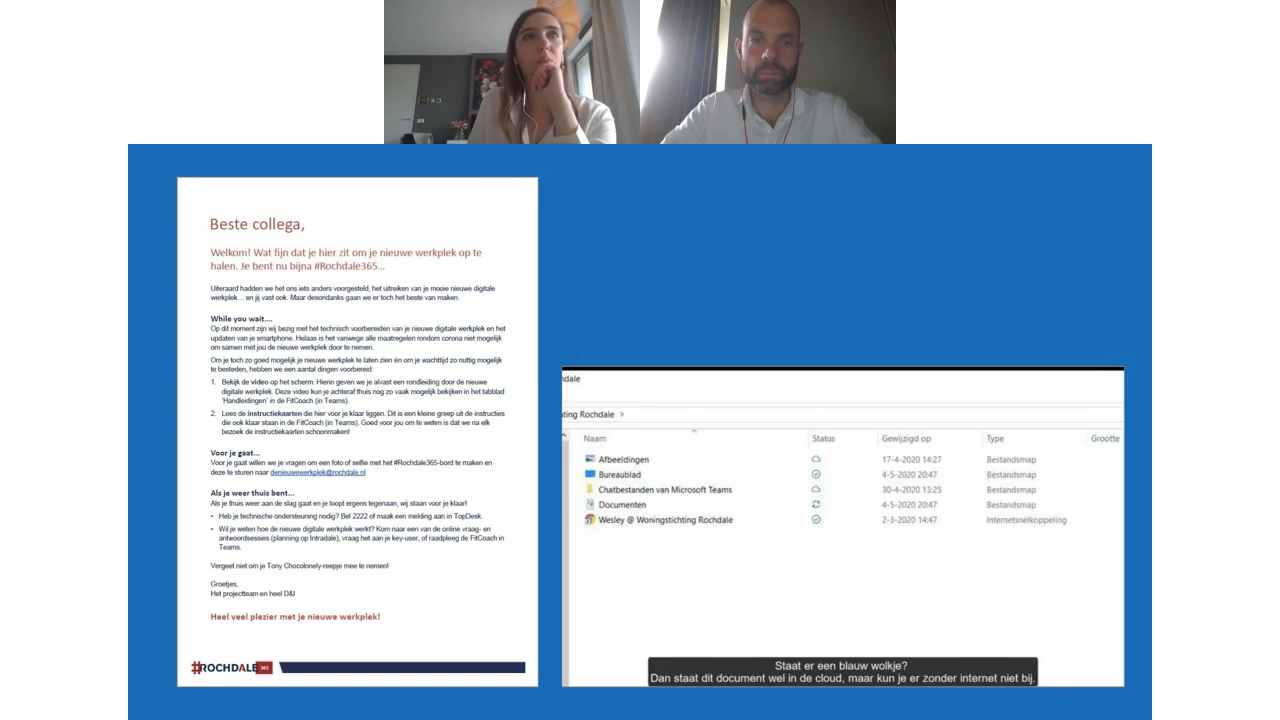 Beste collega,
Welkom! Wat fijn dat je hier zit om je nieuwe werkplek op te
halen. Je bent nu bijna #Rochdale365...
Uiteraard hadden we het ons iets anders voorgesteld, het uitreiken van je mooie nieuwe digitale
werkplek... en jij vast ook. Maar desondanks gaan we er toch het beste van maken.
While you wait....
Op dit moment zijn wij bezig met het technisch voorbereiden van je nieuwe digitale werkplek en het
updaten van je smartphone. Helaas is het vanwege alle maatregelen rondom corona niet mogelijk
om samen met jou de nieuwe werkplek door te nemen.
Om je toch zo goed mogelijk je nieuwe werkplek te laten zien én om je wachttijd zo nuttig mogelijk
te besteden, hebben we een aantal dingen voorbereid:
1. Bekijk de video op het scherm. Hierin geven we je alvast een rondleiding door de nieuwe
digitale werkplek. Deze video kun je achteraf thuis nog zo vaak mogelijk bekijken in het tabblad
'Handleidingen' in de FitCoach (in Teams).
2. Lees de instructiekaarten die hier voor je klaar liggen. Dit is een kleine greep uit de instructies
die ook klaar staan in de FitCoach (in Teams). Goed voor jou om te weten is dat we na elk
bezoek de instructiekaarten schoonmaken!
Voor je gaat...
Voor je gaat willen we je vragen om een foto of selfie met het #Rochdale365-bord te maken en
deze te sturen naar denieuwewerkplek@rochdale.nl
Als je weer thuis bent...
Als je thuis weer aan de slag gaat en je loopt ergens tegenaan, wij staan voor je klaar!
• Heb je technische ondersteuning nodig? Bel 2222 of maak een melding aan in TopDesk.
• Wil je weten hoe de nieuwe digitale werkplek werkt? Kom naar een van de online vraag- en
antwoordsessies (planning op Intradale), vraag het aan je key-user, of raadpleeg de FitCoach in
Teams.
Vergeet niet om je Tony Chocolonely-reepje mee te nemen!
Groetjes,
Het projectteam en heel D&I
Heel veel plezier met je nieuwe werkplek!
#ROCHDALE 365
hdale
hting Rochdale >
Naam Status Gewijzigd op Type Grootte
Afbeeldingen 17-4-2020 14:27 Bestandsmap
Bureaublad 4-5-2020 20:47 Bestandsmap
Chatbestanden van Microsoft Teams 30-4-2020 13:25 Bestandsmap
Documenten 4-5-2020 20:47 Bestandsmap
Wesley @ Woningstichting Rochdale 2-3-2020 14:47 Internetsnelkoppeling
Staat er een blauw wolkje?
Dan staat dit document wel in de cloud, maar kun je er zonder internet niet bij.